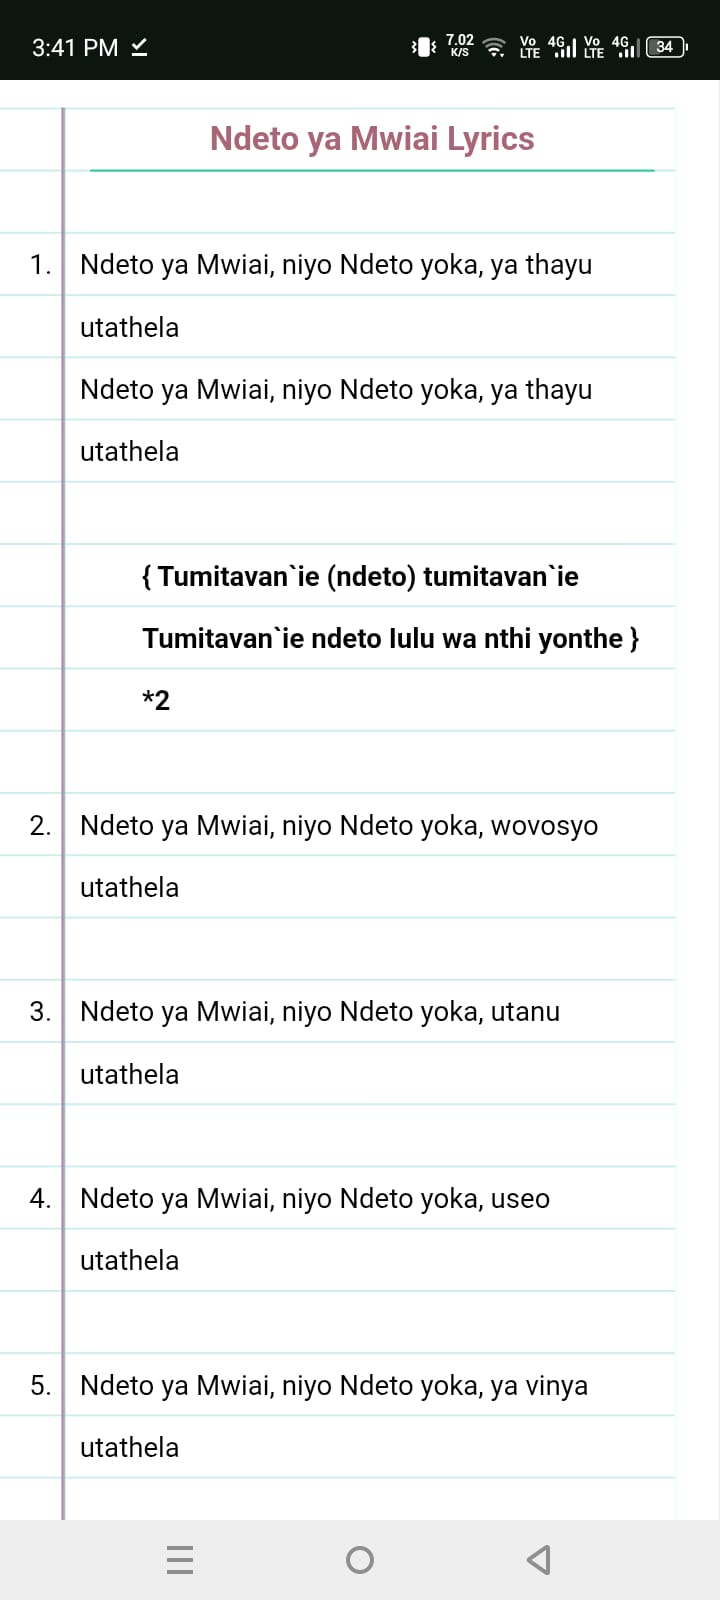 3:41 PM
7.02
K/S
Vo
LTE
4G
Vo
LTE
4G
34
Ndeto ya Mwiai Lyrics
1. Ndeto ya Mwiai, niyo Ndeto yoka, ya thayu
utathela
Ndeto ya Mwiai, niyo Ndeto yoka, ya thayu
utathela
{ Tumitavan`ie (ndeto) tumitavan`ie
Tumitavan`ie ndeto lulu wa nthi yonthe }
*2
2. Ndeto ya Mwiai, niyo Ndeto yoka, wovosyo
utathela
3. Ndeto ya Mwiai, niyo Ndeto yoka, utanu
utathela
4. Ndeto ya Mwiai, niyo Ndeto yoka, useo
utathela
5. Ndeto ya Mwiai, niyo Ndeto yoka, ya vinya
utathela